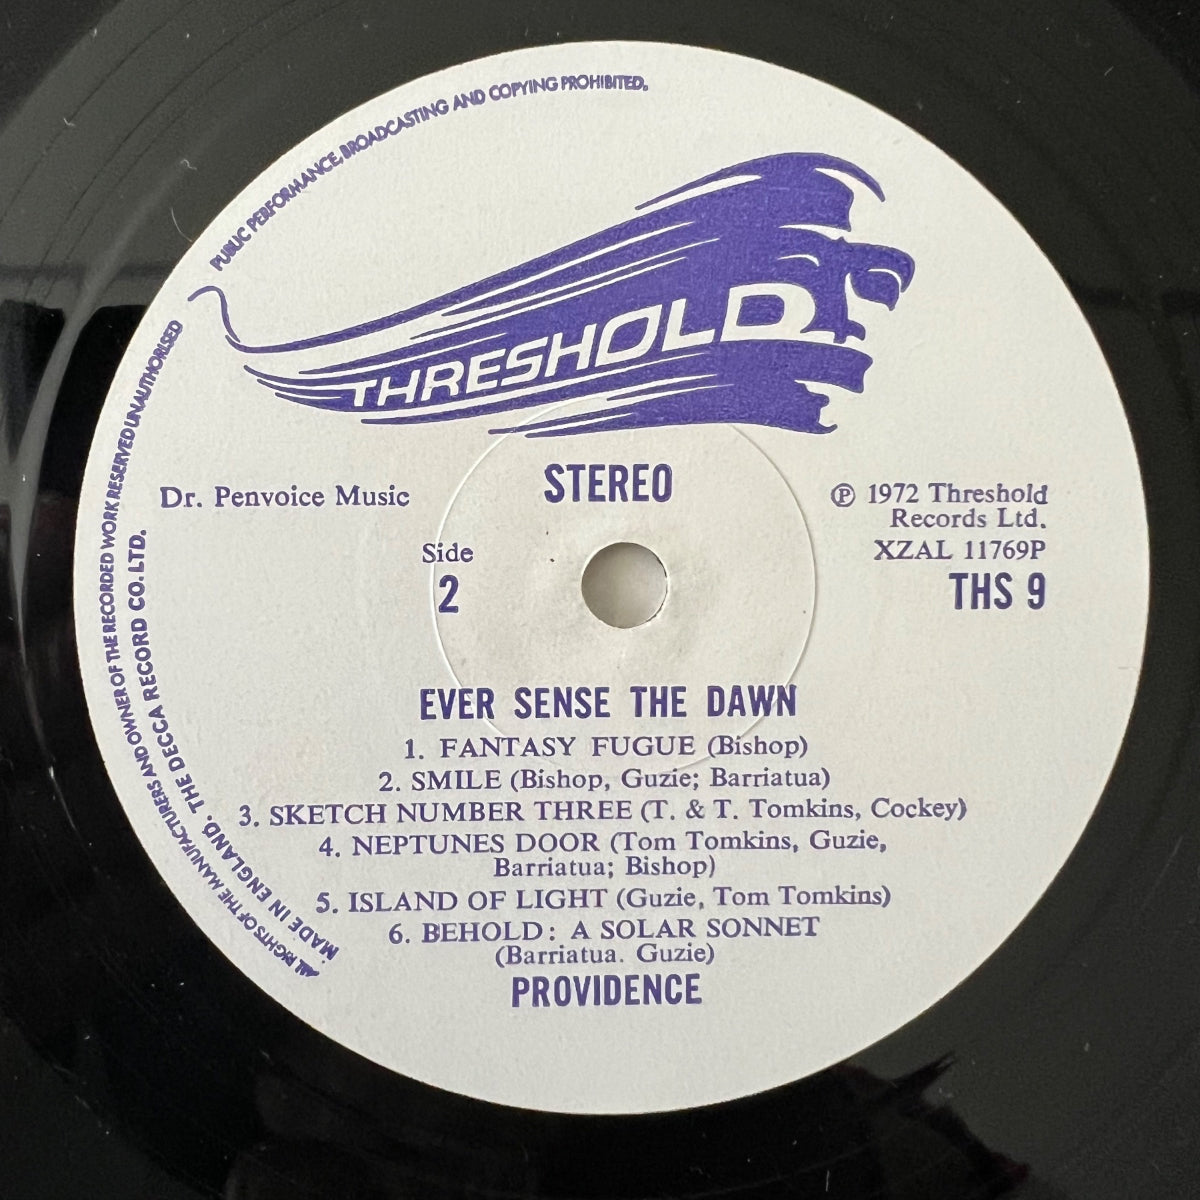 PUBLIC PERFORMANCE, BROADCASTING AND COPYING PROHIBITED.
THRESHOLD
STEREO
Dr. Penvoice Music
℗ 1972 Threshold
Records Ltd.
Side
2
XZAL 11769P
THS 9
EVER SENSE THE DAWN
1. FANTASY FUGUE (Bishop)
2. SMILE (Bishop, Guzie; Barriatua)
3. SKETCH NUMBER THREE (T. & T. Tomkins, Cockey)
4. NEPTUNES DOOR (Tom Tomkins, Guzie,
Barriatua; Bishop)
5. ISLAND OF LIGHT (Guzie, Tom Tomkins)
6. BEHOLD: A SOLAR SONNET
(Barriatua. Guzie)
PROVIDENCE
ALL RIGHTS OF THE MANUFACTURERS AND OWNER OF THE RECORDED WORK RESERVED UNAUTHORISED
MADE IN ENGLAND. THE DECCA RECORD CO. LTD.